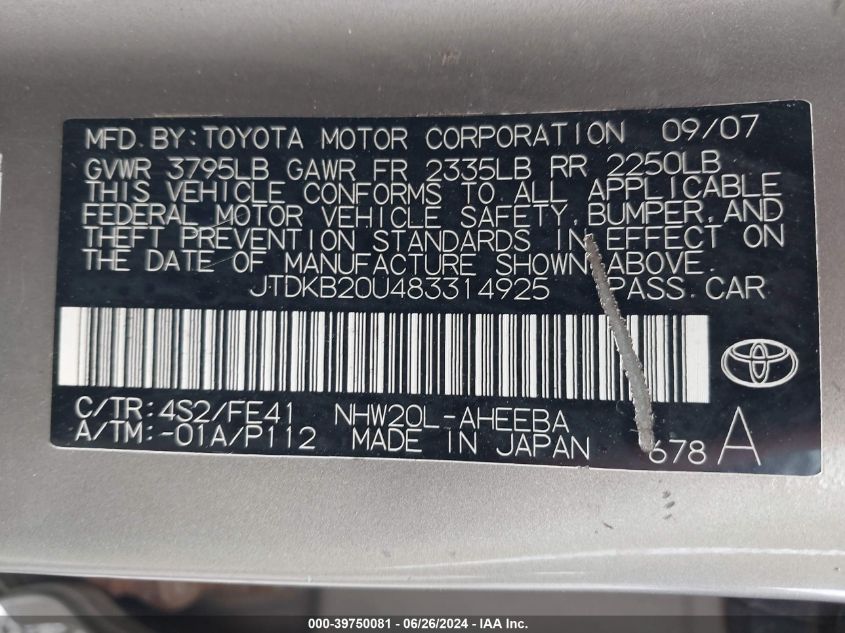 MFD. BY: TOYOTA MOTOR CORPORATION 09/07
GVWR 3795LB GAWR FR 2335LB RR 2250LB
THIS VEHICLE CONFORMS TO ALL APPLICABLE
FEDERAL MOTOR VEHICLE SAFETY, BUMPER, AND
THEFT PREVENTION STANDARDS IN EFFECT ON
THE DATE OF MANUFACTURE SHOWN ABOVE.
JTDKB20U483314925 PASS. CAR
C/TR: 4S2/FE41 NHW20L-AHEEBA
A/TM: -01A/P112 MADE IN JAPAN 678 A
000-39750081 - 06/26/2024 - IAA Inc.